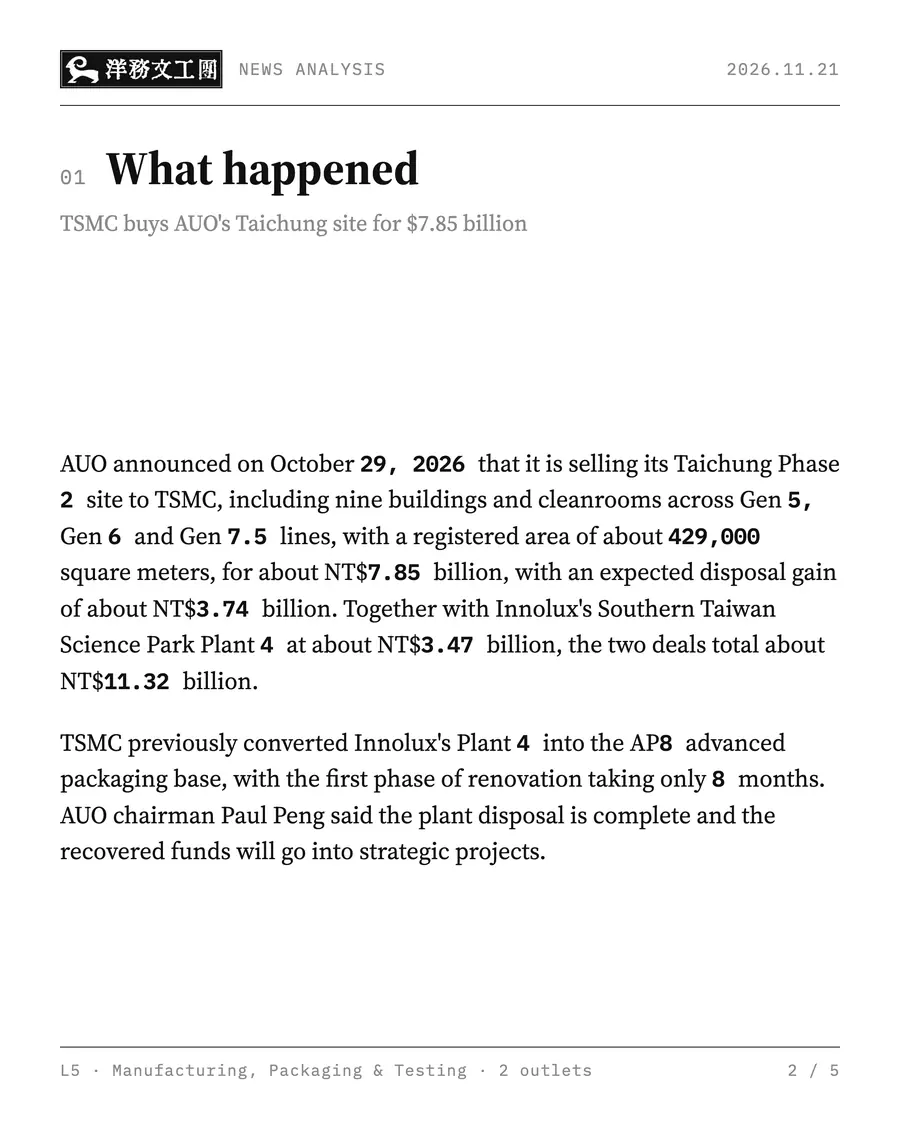 洋務文工團 NEWS ANALYSIS 2026.11.21
01 What happened
TSMC buys AUO's Taichung site for $7.85 billion
AUO announced on October 29, 2026 that it is selling its Taichung Phase
2 site to TSMC, including nine buildings and cleanrooms across Gen 5,
Gen 6 and Gen 7.5 lines, with a registered area of about 429,000
square meters, for about NT$7.85 billion, with an expected disposal gain
of about NT$3.74 billion. Together with Innolux's Southern Taiwan
Science Park Plant 4 at about NT$3.47 billion, the two deals total about
NT$11.32 billion.
TSMC previously converted Innolux's Plant 4 into the AP8 advanced
packaging base, with the first phase of renovation taking only 8 months.
AUO chairman Paul Peng said the plant disposal is complete and the
recovered funds will go into strategic projects.
L5 · Manufacturing, Packaging & Testing · 2 outlets 2 / 5